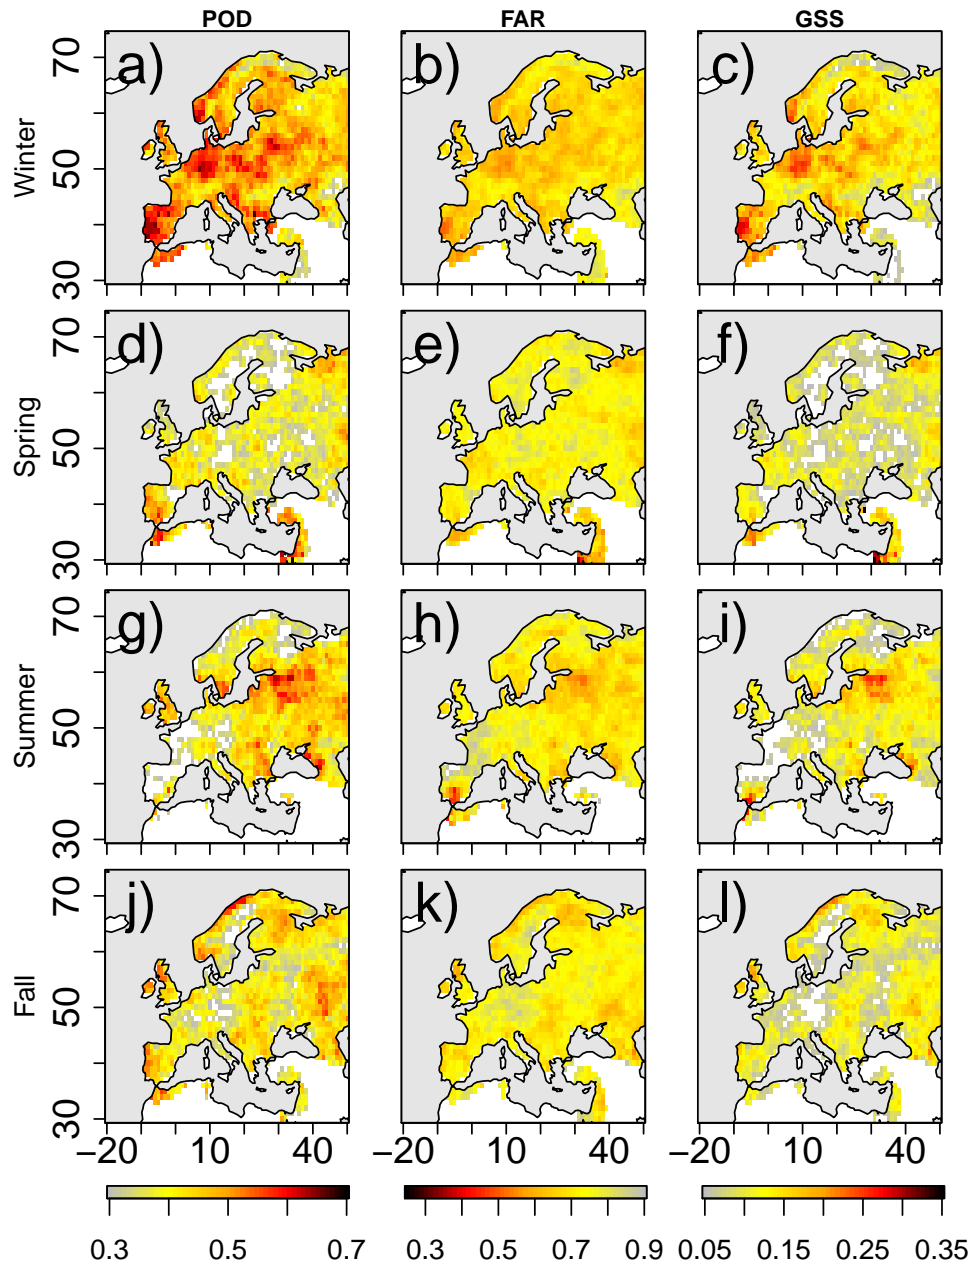 POD FAR GSS
Winter 30 50 70 a) b) c)
Spring 30 50 70 d) e) f)
Summer 30 50 70 g) h) i)
Fall 30 50 70 j) k) l)
−20 10 40 −20 10 40 −20 10 40
0.3 0.5 0.7 0.3 0.5 0.7 0.9 0.05 0.15 0.25 0.35